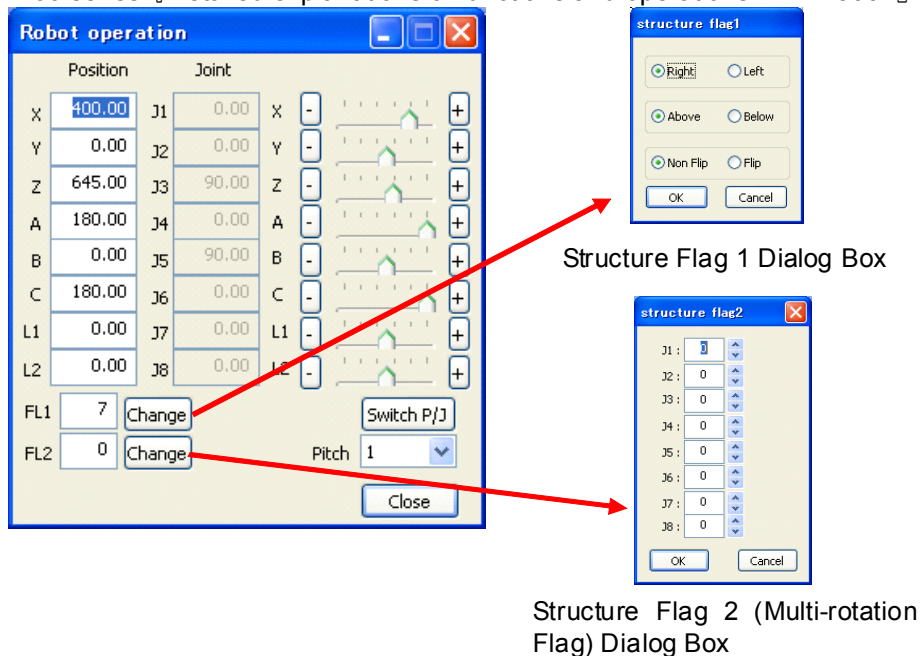 Robot operation
Position Joint
X 400.00 J1 0.00 X - +
Y 0.00 J2 0.00 Y - +
Z 645.00 J3 90.00 Z - +
A 180.00 J4 0.00 A - +
B 0.00 J5 90.00 B - +
C 180.00 J6 0.00 C - +
L1 0.00 J7 0.00 L1 - +
L2 0.00 J8 0.00 L2 - +
FL1 7 Change Switch P/J
FL2 0 Change Pitch 1
Close
structure flag1
Right Left
Above Below
Non Flip Flip
OK Cancel
Structure Flag 1 Dialog Box
structure flag2
J1 : 0
J2 : 0
J3 : 0
J4 : 0
J5 : 0
J6 : 0
J7 : 0
J8 : 0
OK Cancel
Structure Flag 2 (Multi-rotation
Flag) Dialog Box